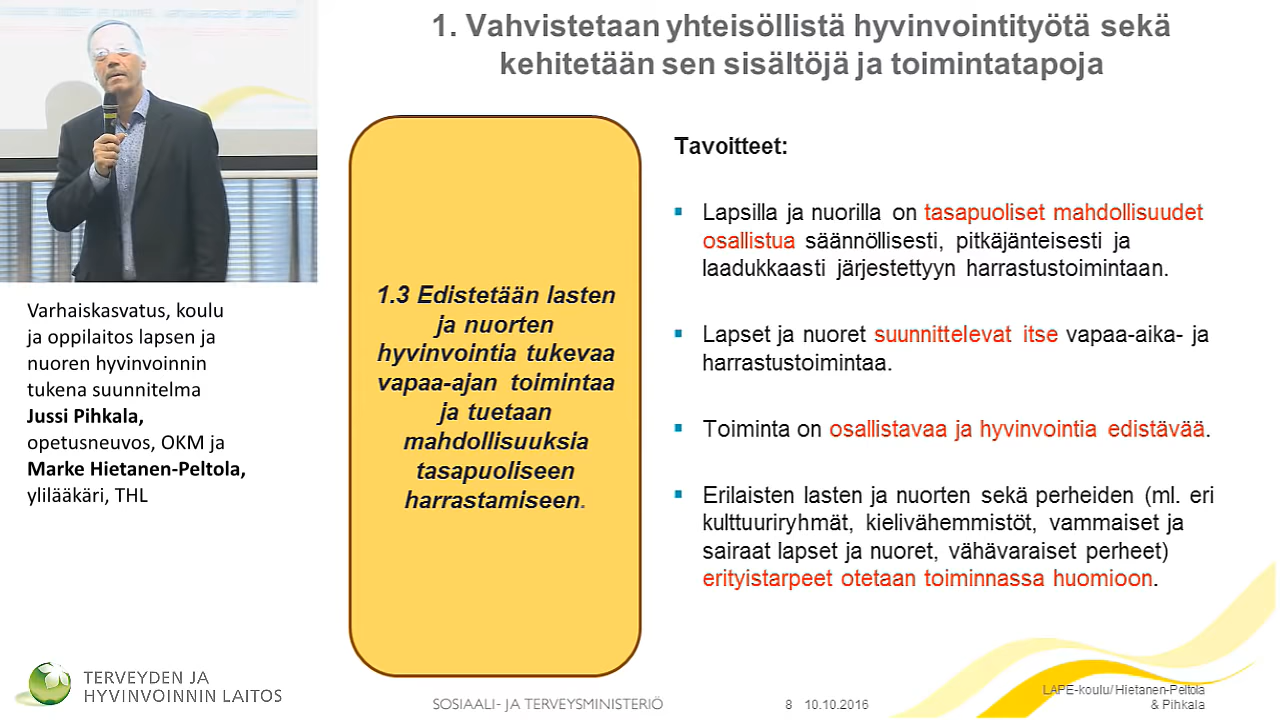 1. Vahvistetaan yhteisöllistä hyvinvointityötä sekä
kehitetään sen sisältöjä ja toimintatapoja
Varhaiskasvatus, koulu
ja oppilaitos lapsen ja
nuoren hyvinvoinnin
tukena suunnitelma
Jussi Pihkala,
opetusneuvos, OKM ja
Marke Hietanen-Peltola,
ylilääkäri, THL
1.3 Edistetään lasten
ja nuorten
hyvinvointia tukevaa
vapaa-ajan toimintaa
ja tuetaan
mahdollisuuksia
tasapuoliseen
harrastamiseen.
Tavoitteet:
▪ Lapsilla ja nuorilla on tasapuoliset mahdollisuudet
osallistua säännöllisesti, pitkäjänteisesti ja
laadukkaasti järjestettyyn harrastustoimintaan.
▪ Lapset ja nuoret suunnittelevat itse vapaa-aika- ja
harrastustoimintaa.
▪ Toiminta on osallistavaa ja hyvinvointia edistävää.
▪ Erilaisten lasten ja nuorten sekä perheiden (ml. eri
kulttuuriryhmät, kielivähemmistöt, vammaiset ja
sairaat lapset ja nuoret, vähävaraiset perheet)
erityistarpeet otetaan toiminnassa huomioon.
TERVEYDEN JA
HYVINVOINNIN LAITOS
SOSIAALI- JA TERVEYSMINISTERIÖ
8 10.10.2016
LAPE-koulu/ Hietanen-Peltola
& Pihkala